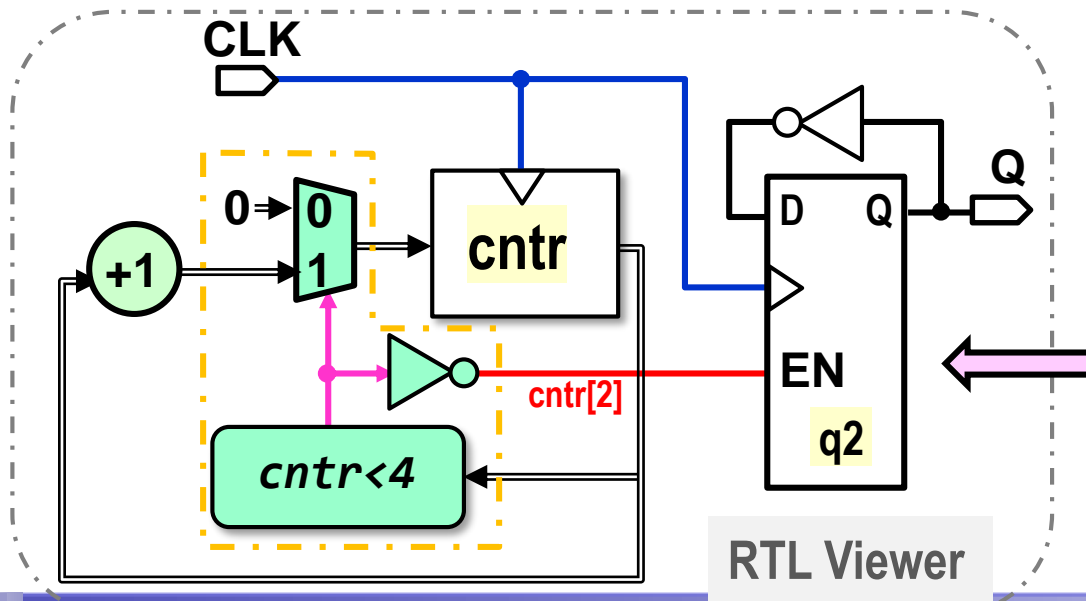 CLK
0
0
1
+1
cntr
D
Q
Q
EN
cntr[2]
q2
cntr<4
RTL Viewer